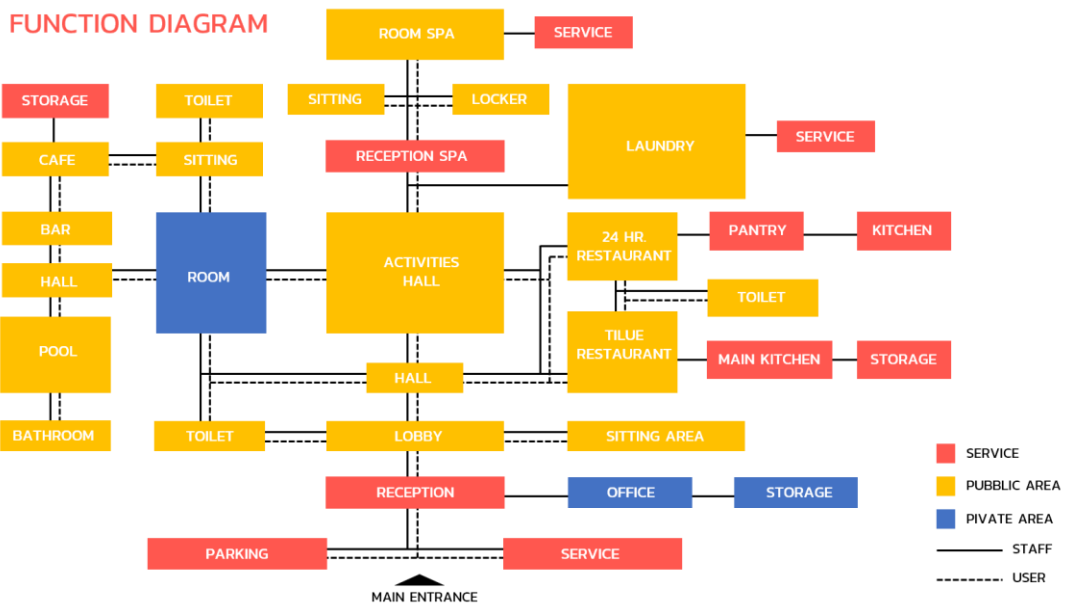 FUNCTION DIAGRAM
ROOM SPA
SERVICE
STORAGE
TOILET
SITTING
LOCKER
CAFE
SITTING
RECEPTION SPA
LAUNDRY
SERVICE
BAR
HALL
ROOM
ACTIVITIES
HALL
24 HR.
RESTAURANT
PANTRY
KITCHEN
TOILET
POOL
TILUE
RESTAURANT
MAIN KITCHEN
STORAGE
HALL
BATHROOM
TOILET
LOBBY
SITTING AREA
RECEPTION
OFFICE
STORAGE
PARKING
SERVICE
MAIN ENTRANCE
SERVICE
PUBBLIC AREA
PIVATE AREA
STAFF
USER